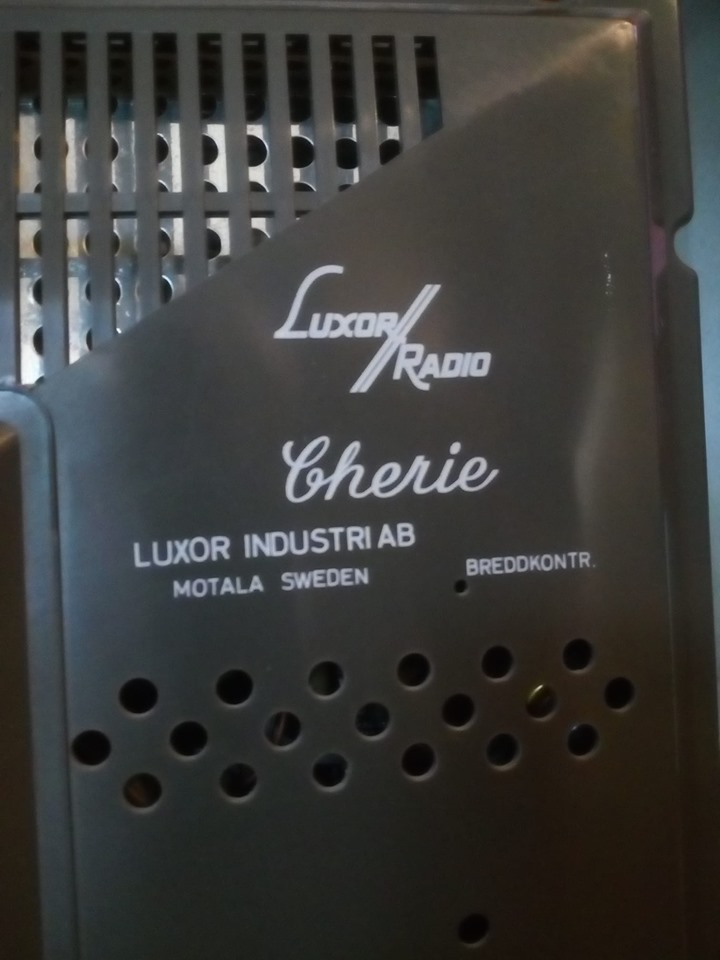 LUXOR
RADIO
Cherie
LUXOR INDUSTRI AB
MOTALA SWEDEN
BREDDKONTR.